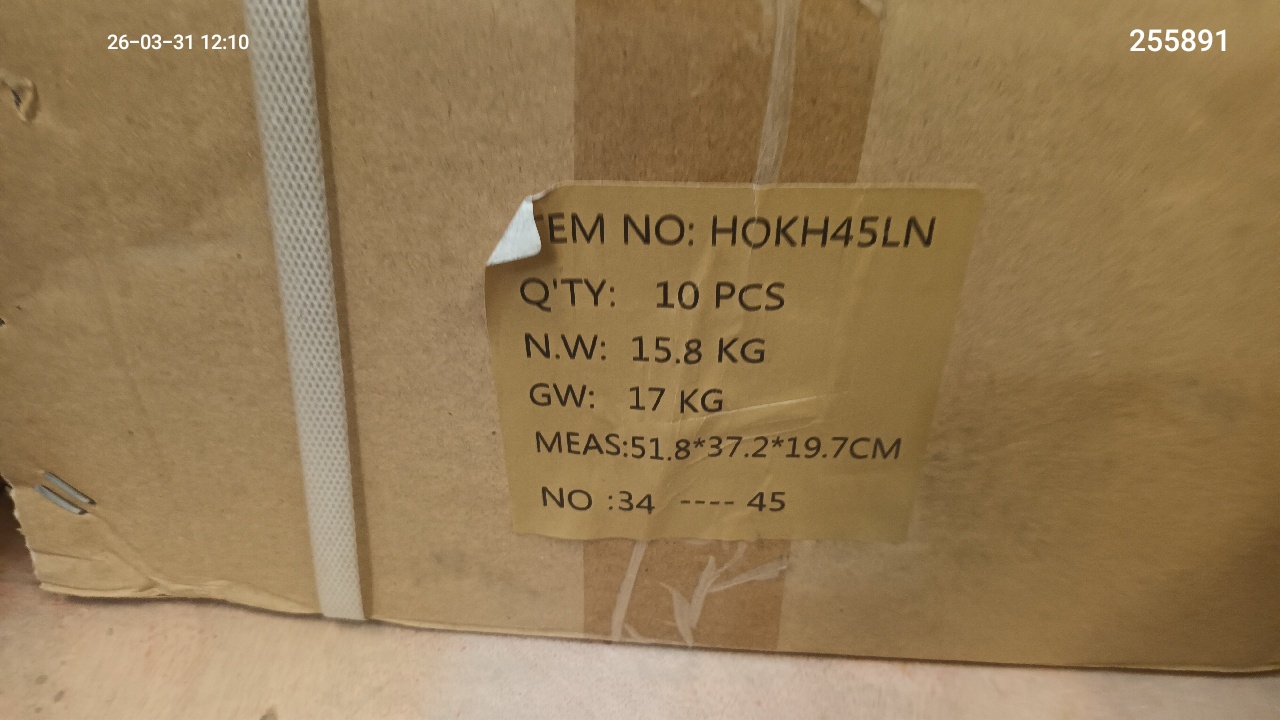 26-03-31 12:10
255891
TEM NO: HOKH45LN
Q'TY: 10 PCS
N.W: 15.8 KG
GW: 17 KG
MEAS:51.8*37.2*19.7CM
NO :34 ---- 45